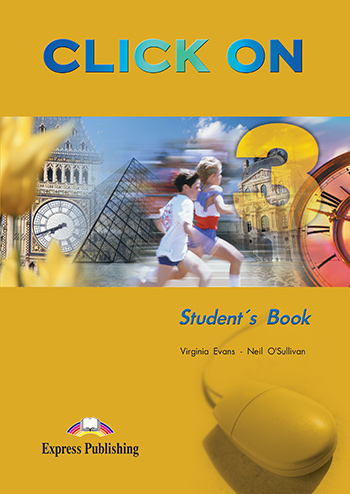 CLICK ON
3
Student´s Book
Virginia Evans - Neil O'Sullivan
Express Publishing